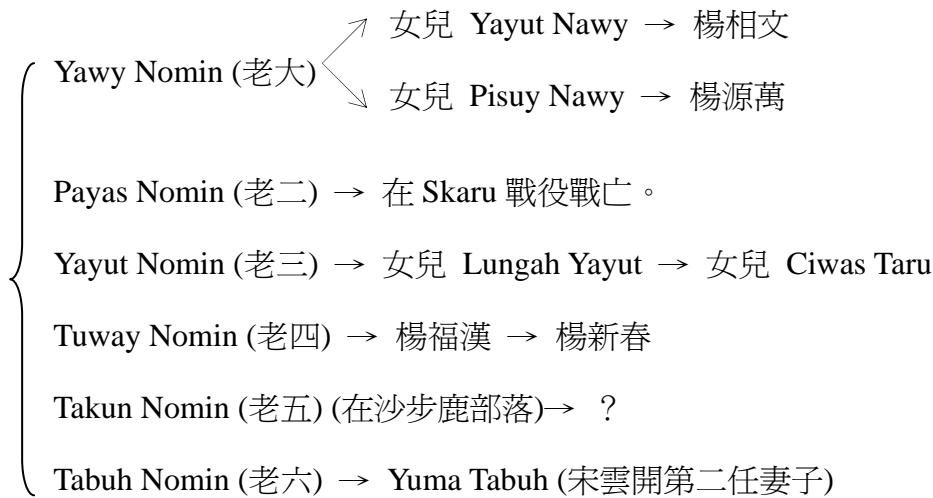 女兒 Yayut Nawy → 楊相文
Yawy Nomin (老大)
女兒 Pisuy Nawy → 楊源萬
Payas Nomin (老二) → 在 Skaru 戰役戰亡。
Yayut Nomin (老三) → 女兒 Lungah Yayut → 女兒 Ciwas Taru
Tuway Nomin (老四) → 楊福漢 → 楊新春
Takun Nomin (老五) (在沙步鹿部落)→ ？
Tabuh Nomin (老六) → Yuma Tabuh (宋雲開第二任妻子)